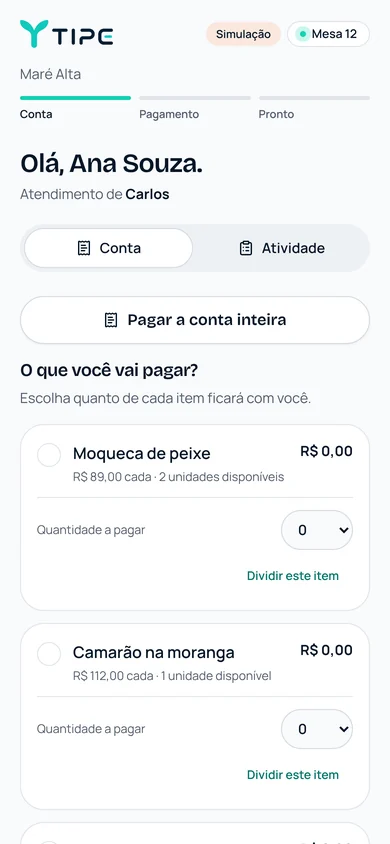 TIPE
Simulação
Mesa 12
Maré Alta
Conta
Pagamento
Pronto
Olá, Ana Souza.
Atendimento de Carlos
Conta
Atividade
Pagar a conta inteira
O que você vai pagar?
Escolha quanto de cada item ficará com você.
Moqueca de peixe
R$ 0,00
R$ 89,00 cada · 2 unidades disponíveis
Quantidade a pagar
0
Dividir este item
Camarão na moranga
R$ 0,00
R$ 112,00 cada · 1 unidade disponível
Quantidade a pagar
0
Dividir este item